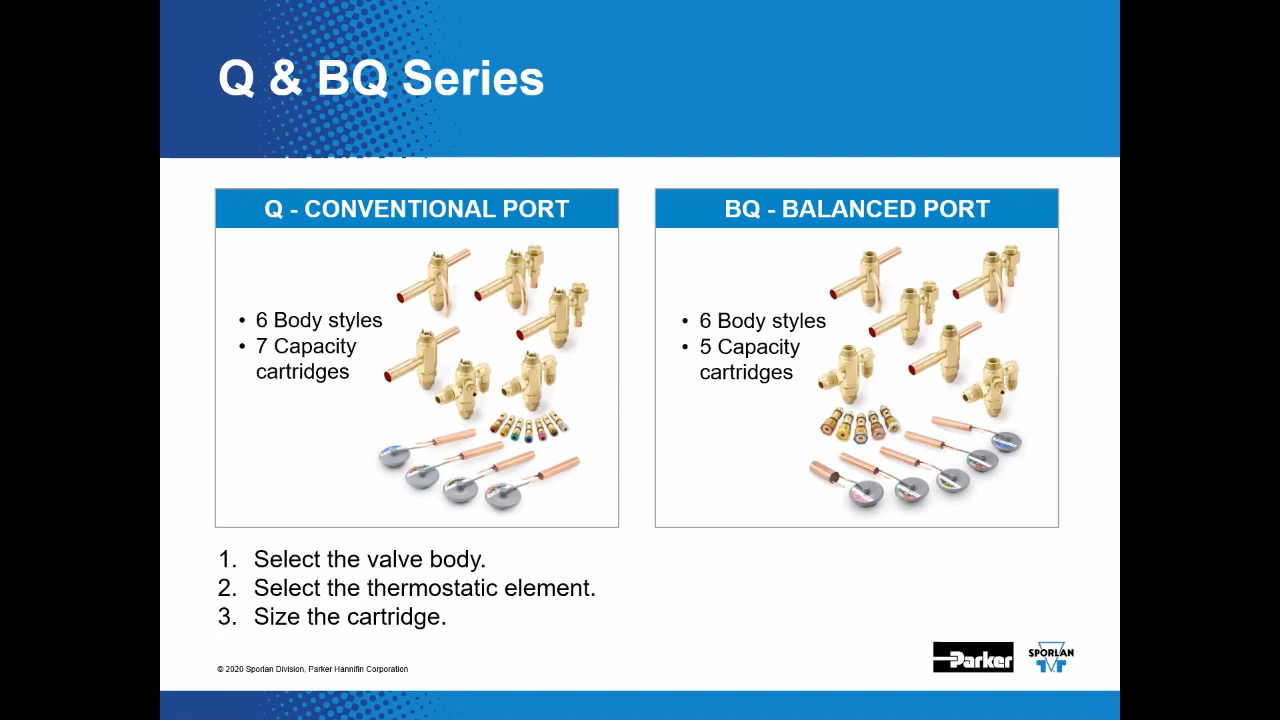 Q & BQ Series
Q - CONVENTIONAL PORT
• 6 Body styles
• 7 Capacity
cartridges
BQ - BALANCED PORT
• 6 Body styles
• 5 Capacity
cartridges
1. Select the valve body.
2. Select the thermostatic element.
3. Size the cartridge.
© 2020 Sporlan Division, Parker Hannifin Corporation
Parker
SPORLAN